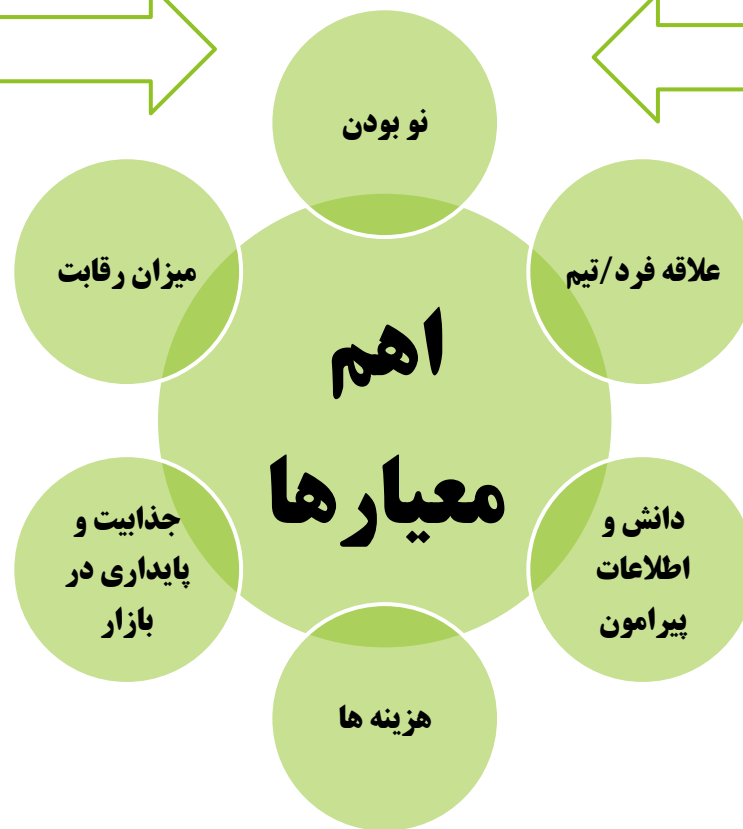 نو بودن
علاقه فرد/تیم
میزان رقابت
اهم
معیارها
دانش و
اطلاعات
پیرامون
جذابیت و
پایداری در
بازار
هزینه ها